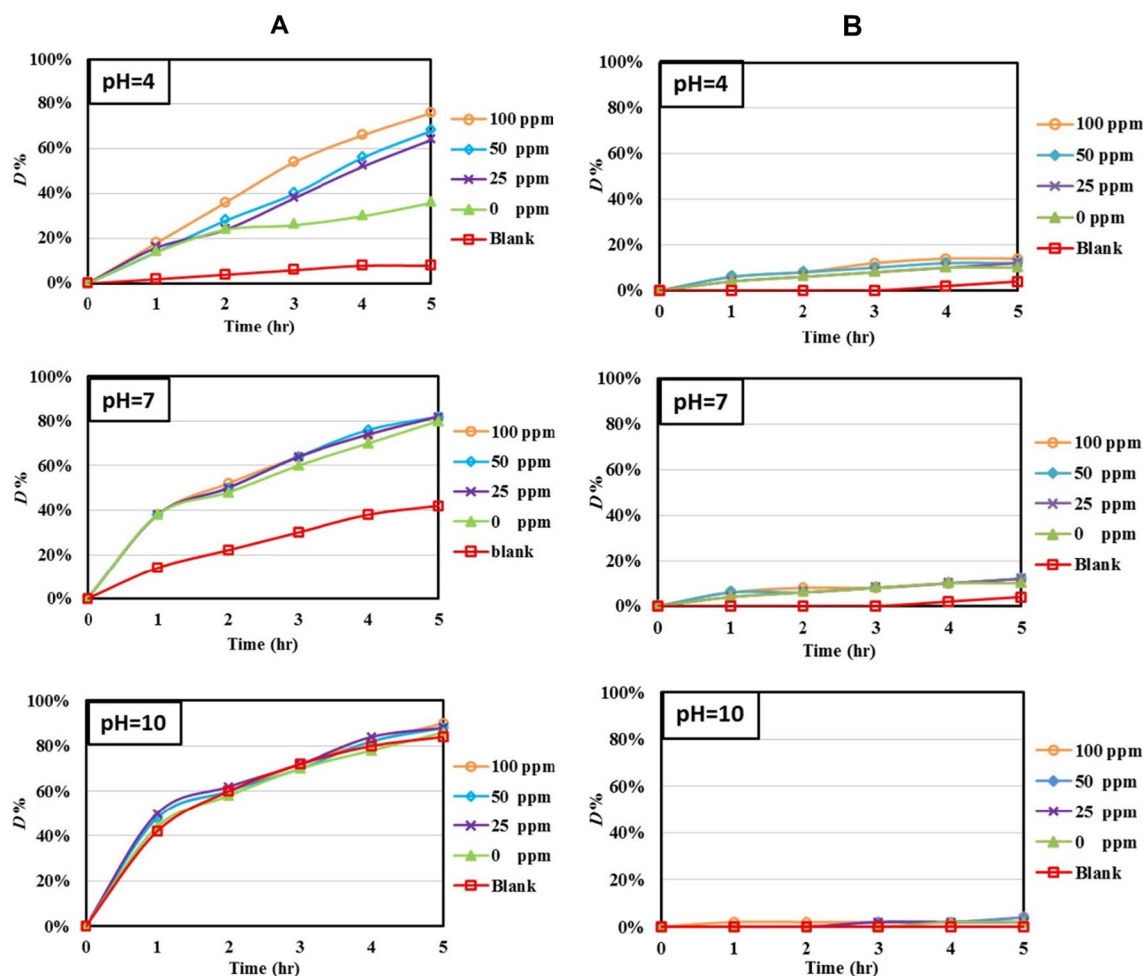 A
B
pH=4
100%
80%
60%
40%
20%
0%
D%
0 1 2 3 4 5
Time (hr)
100 ppm
50 ppm
25 ppm
0 ppm
Blank
pH=4
100%
80%
60%
40%
20%
0%
D%
0 1 2 3 4 5
Time (hr)
100 ppm
50 ppm
25 ppm
0 ppm
Blank
pH=7
100%
80%
60%
40%
20%
0%
D%
0 1 2 3 4 5
Time (hr)
100 ppm
50 ppm
25 ppm
0 ppm
blank
pH=7
100%
80%
60%
40%
20%
0%
D%
0 1 2 3 4 5
Time (hr)
100 ppm
50 ppm
25 ppm
0 ppm
Blank
pH=10
100%
80%
60%
40%
20%
0%
D%
0 1 2 3 4 5
Time (hr)
100 ppm
50 ppm
25 ppm
0 ppm
Blank
pH=10
100%
80%
60%
40%
20%
0%
D%
0 1 2 3 4 5
Time (hr)
100 ppm
50 ppm
25 ppm
0 ppm
Blank